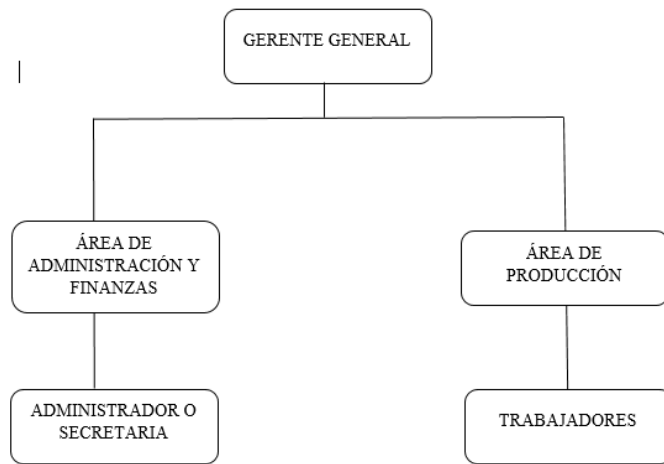 GERENTE GENERAL
ÁREA DE
ADMINISTRACIÓN Y
FINANZAS
ÁREA DE
PRODUCCIÓN
ADMINISTRADOR O
SECRETARIA
TRABAJADORES